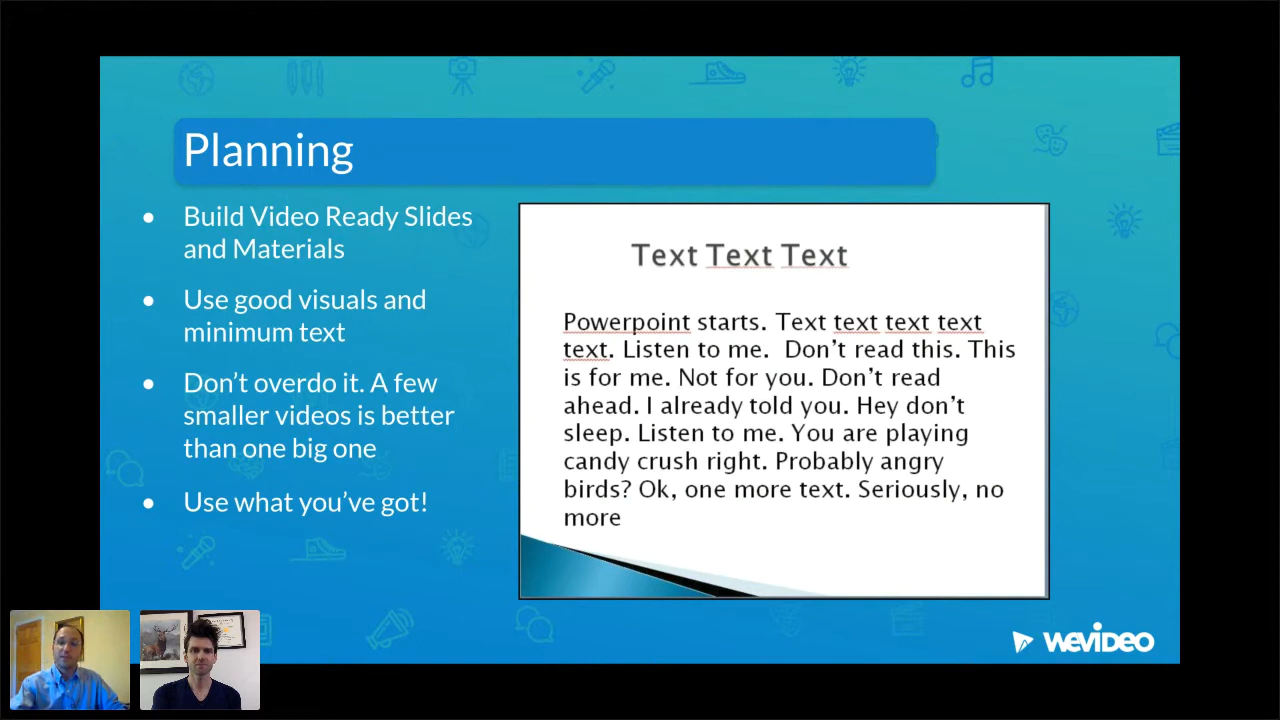 Planning
● Build Video Ready Slides
and Materials
● Use good visuals and
minimum text
● Don't overdo it. A few
smaller videos is better
than one big one
● Use what you've got!
Text Text Text
Powerpoint starts. Text text text text
text. Listen to me.  Don't read this. This
is for me. Not for you. Don't read
ahead. I already told you. Hey don't
sleep. Listen to me. You are playing
candy crush right. Probably angry
birds? Ok, one more text. Seriously, no
more
WEVIDEO